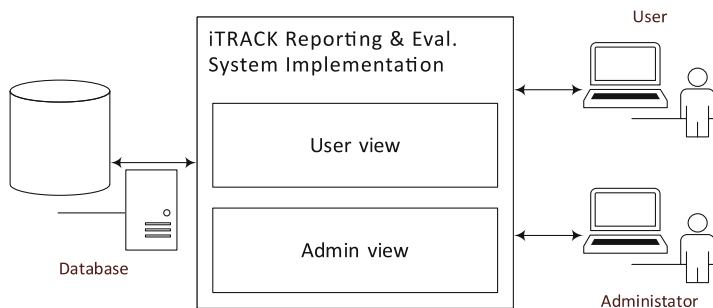 User
iTRACK Reporting & Eval.
System Implementation
User view
Admin view
Database
Administator